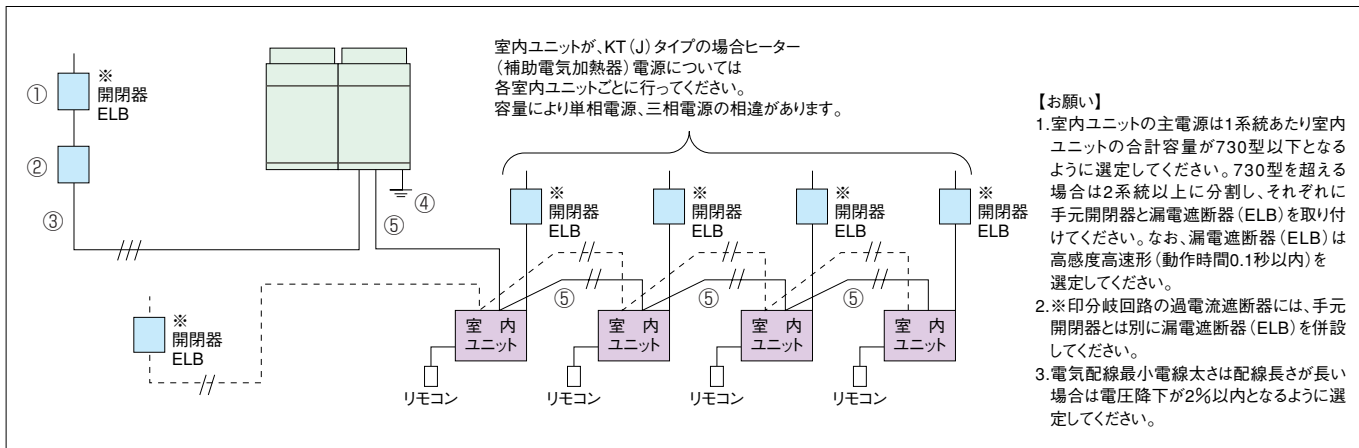 室内ユニットが、KT(J)タイプの場合ヒーター
(補助電気加熱器)電源については
各室内ユニットごとに行ってください。
容量により単相電源、三相電源の相違があります。
①
※
開閉器
ELB
②
③
④
⑤
※
開閉器
ELB
※
開閉器
ELB
※
開閉器
ELB
※
開閉器
ELB
※
開閉器
ELB
⑤
⑤
⑤
室 内
ユニット
室 内
ユニット
室 内
ユニット
室 内
ユニット
リモコン
リモコン
リモコン
リモコン
【お願い】
1.室内ユニットの主電源は1系統あたり室内
ユニットの合計容量が730型以下となる
ように選定してください。730型を超える
場合は2系統以上に分割し、それぞれに
手元開閉器と漏電遮断器(ELB)を取り付
けてください。なお、漏電遮断器(ELB)は
高感度高速形(動作時間0.1秒以内)を
選定してください。
2.※印分岐回路の過電流遮断器には、手元
開閉器とは別に漏電遮断器(ELB)を併設
してください。
3.電気配線最小電線太さは配線長さが長い
場合は電圧降下が2%以内となるように選
定してください。